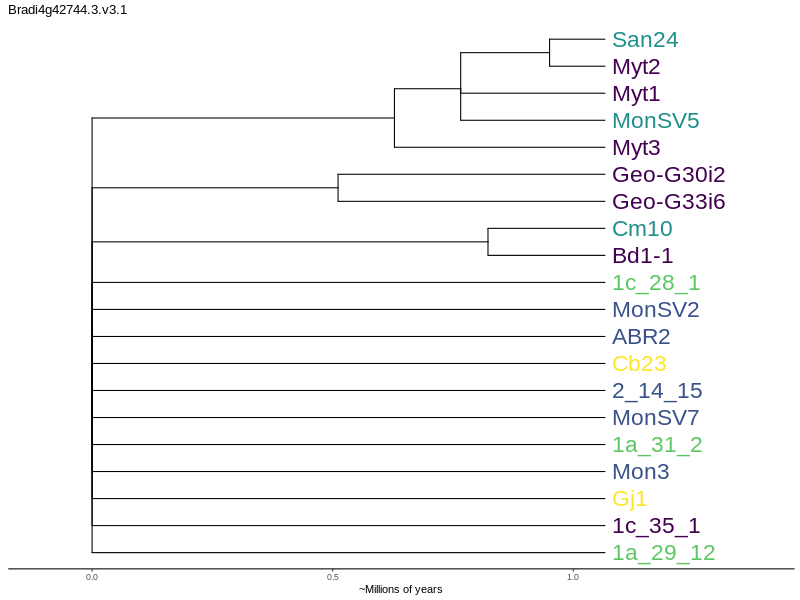 Bradi4g42744.3.v3.1
San24
Myt2
Myt1
MonSV5
Myt3
Geo-G30i2
Geo-G33i6
Cm10
Bd1-1
1c_28_1
MonSV2
ABR2
Cb23
2_14_15
MonSV7
1a_31_2
Mon3
Gj1
1c_35_1
1a_29_12
0.0 0.5 1.0
~Millions of years